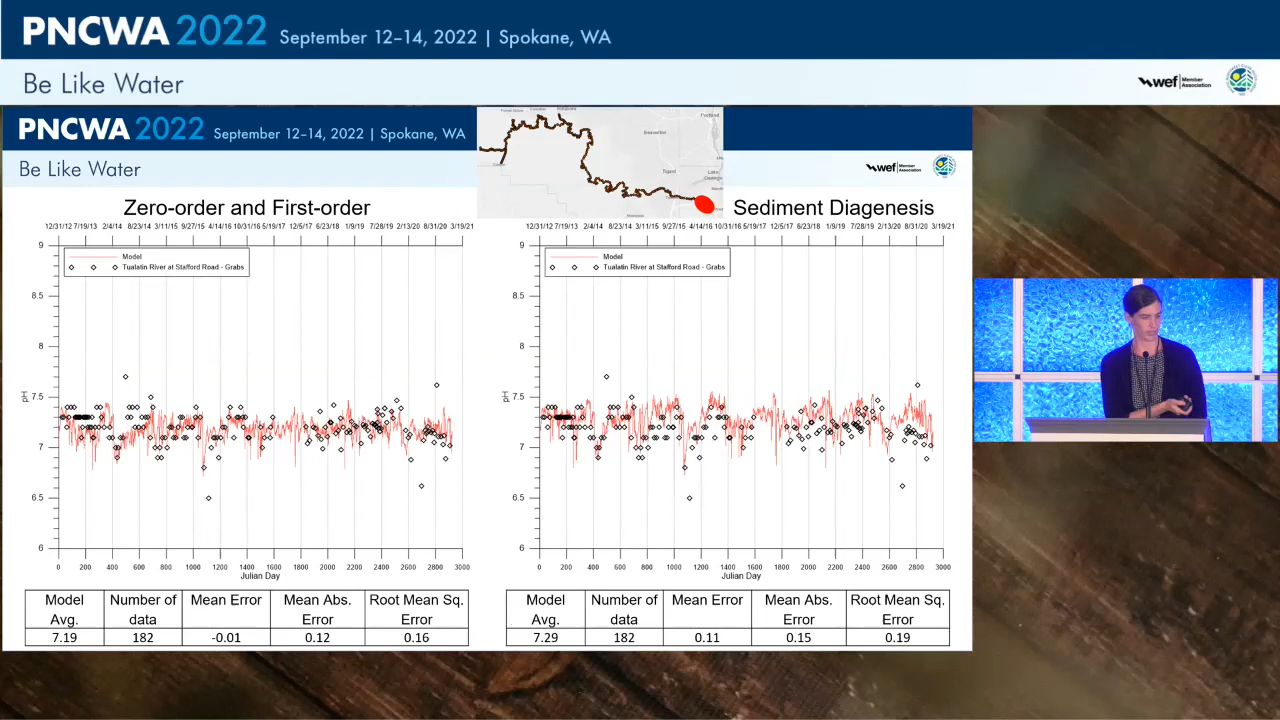 PNCWA 2022 September 12–14, 2022 | Spokane, WA
Be Like Water
wef Member Association
PNCWA 2022 September 12–14, 2022 | Spokane, WA
Be Like Water
wef Member Association
Portland
Beaverton
Tigard
Lake Oswego
Zero-order and First-order
12/31/12 7/19/13 2/4/14 8/23/14 3/11/15 9/27/15 4/14/16 10/31/16 5/19/17 12/5/17 6/23/18 1/9/19 7/28/19 2/13/20 8/31/20 3/19/21
Model
Tualatin River at Stafford Road - Grabs
9
8.5
8
7.5
7
6.5
6
pH
0 200 400 600 800 1000 1200 1400 1600 1800 2000 2200 2400 2600 2800 3000
Julian Day
Model Avg. Number of data Mean Error Mean Abs. Error Root Mean Sq. Error
7.19 182 -0.01 0.12 0.16
Sediment Diagenesis
12/31/12 7/19/13 2/4/14 8/23/14 3/11/15 9/27/15 4/14/16 10/31/16 5/19/17 12/5/17 6/23/18 1/9/19 7/28/19 2/13/20 8/31/20 3/19/21
Model
Tualatin River at Stafford Road - Grabs
9
8.5
8
7.5
7
6.5
6
pH
0 200 400 600 800 1000 1200 1400 1600 1800 2000 2200 2400 2600 2800 3000
Julian Day
Model Avg. Number of data Mean Error Mean Abs. Error Root Mean Sq. Error
7.29 182 0.11 0.15 0.19